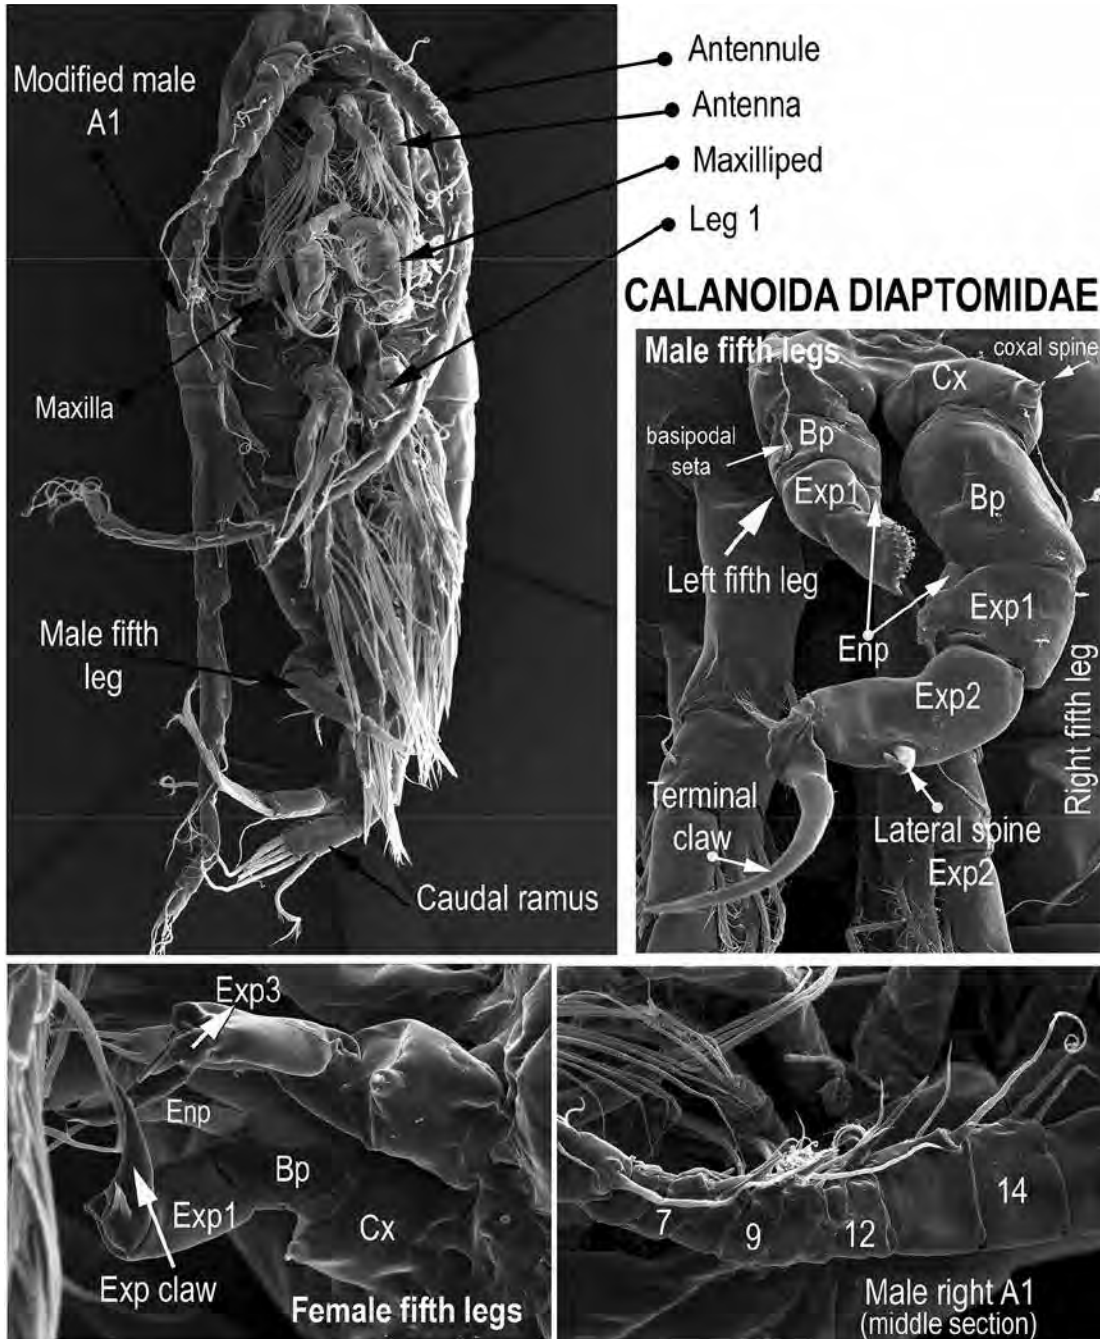 Modified male
A1
Antennule
Antenna
Maxilliped
Leg 1
Maxilla
Male fifth
leg
Caudal ramus
CALANOIDA DIAPTOMIDAE
Male fifth legs
coxal spine
Cx
basipodal
seta
Bp
Exp1
Bp
Left fifth leg
Enp
Exp1
Exp2
Right fifth leg
Terminal
claw
Lateral spine
Exp2
Exp3
Enp
Bp
Exp1
Cx
Exp claw
Female fifth legs
7
9
12
14
Male right A1
(middle section)